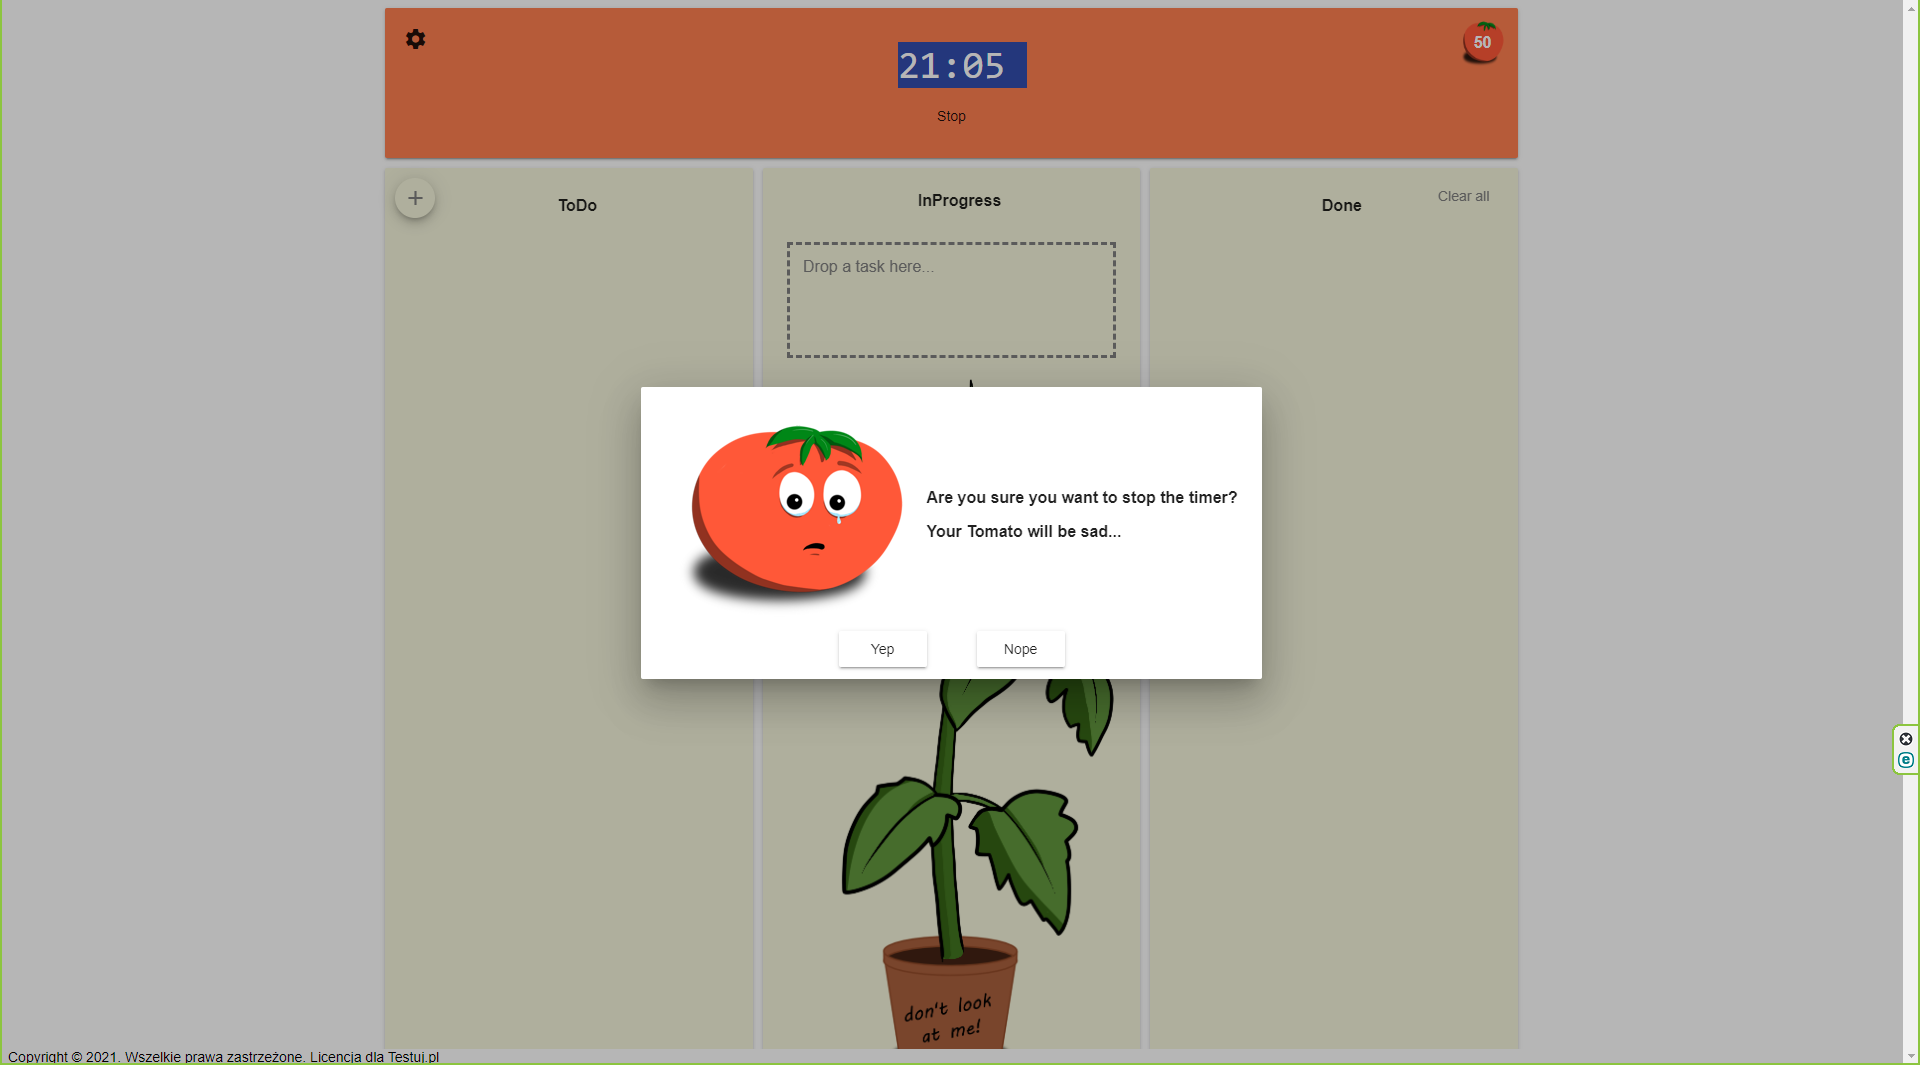 21:05
50
Stop
ToDo
InProgress
Done
Clear all
Drop a task here...
Are you sure you want to stop the timer?
Your Tomato will be sad...
Yep
Nope
don't look
at me!
Copyright © 2021. Wszelkie prawa zastrzeżone. Licencja dla Testuj.pl